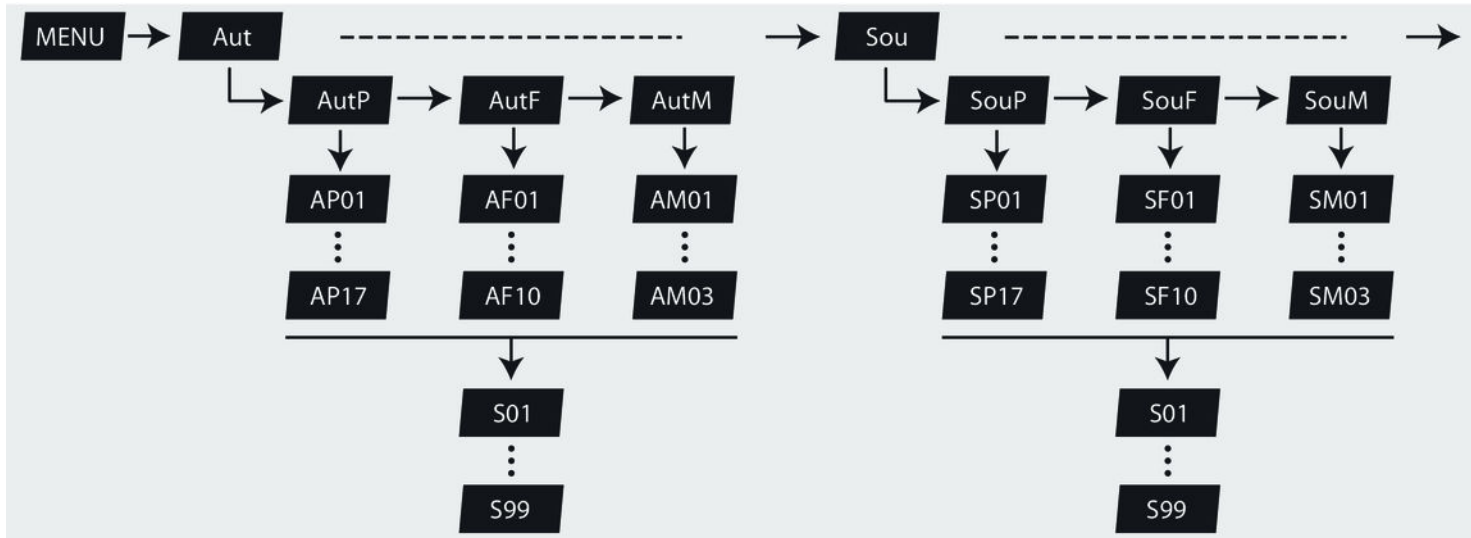 MENU Aut Sou
AutP AutF AutM SouP SouF SouM
AP01 AF01 AM01 SP01 SF01 SM01
AP17 AF10 AM03 SP17 SF10 SM03
S01 S01
S99 S99